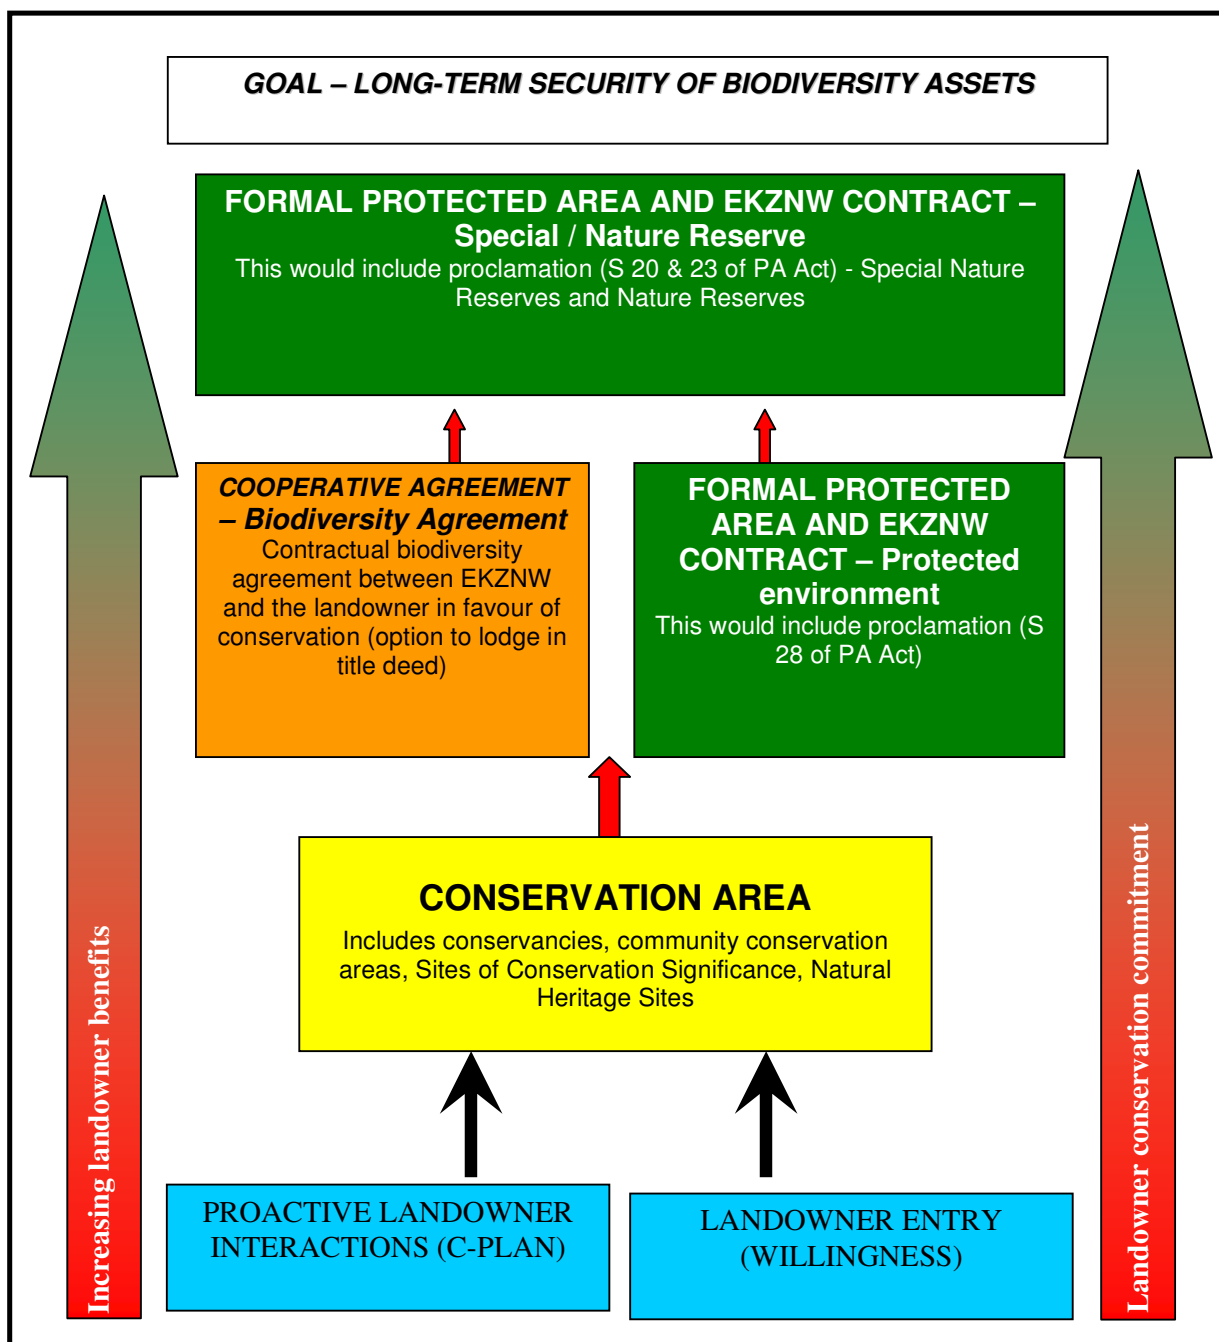 GOAL – LONG-TERM SECURITY OF BIODIVERSITY ASSETS
FORMAL PROTECTED AREA AND EKZNW CONTRACT –
Special / Nature Reserve
This would include proclamation (S 20 & 23 of PA Act) - Special Nature
Reserves and Nature Reserves
COOPERATIVE AGREEMENT
– Biodiversity Agreement
Contractual biodiversity
agreement between EKZNW
and the landowner in favour of
conservation (option to lodge in
title deed)
FORMAL PROTECTED
AREA AND EKZNW
CONTRACT – Protected
environment
This would include proclamation (S
28 of PA Act)
CONSERVATION AREA
Includes conservancies, community conservation
areas, Sites of Conservation Significance, Natural
Heritage Sites
PROACTIVE LANDOWNER
INTERACTIONS (C-PLAN)
LANDOWNER ENTRY
(WILLINGNESS)
Increasing landowner benefits
Landowner conservation commitment